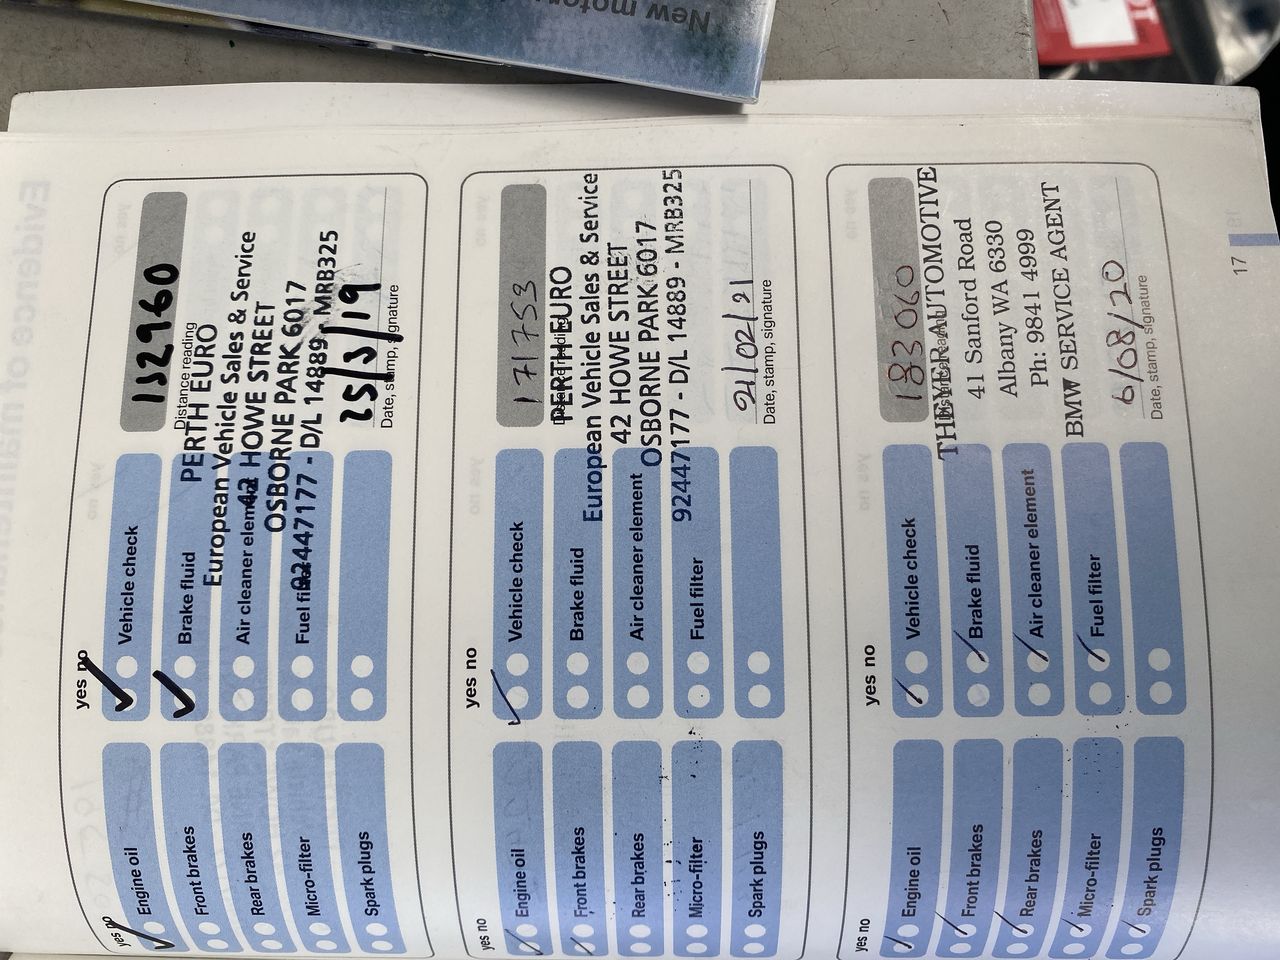 New motor
yes no
Engine oil
Front brakes
Rear brakes
Micro-filter
Spark plugs
yes no
Vehicle check
Brake fluid
Air cleaner element
Fuel filter
132960
Distance reading
PERTH EURO
European Vehicle Sales & Service
42 HOWE STREET
OSBORNE PARK 6017
92447177 - D/L 14889 - MRB325
25/3/19
Date, stamp, signature
yes no
Engine oil
Front brakes
Rear brakes
Micro-filter
Spark plugs
yes no
Vehicle check
Brake fluid
Air cleaner element
Fuel filter
171753
PERTH EURO
European Vehicle Sales & Service
42 HOWE STREET
OSBORNE PARK 6017
92447177 - D/L 14889 - MRB325
21/02/21
Date, stamp, signature
yes no
Engine oil
Front brakes
Rear brakes
Micro-filter
Spark plugs
yes no
Vehicle check
Brake fluid
Air cleaner element
Fuel filter
183060
THEYER AUTOMOTIVE
41 Sanford Road
Albany WA 6330
Ph: 9841 4999
BMW SERVICE AGENT
6/08/20
Date, stamp, signature
17